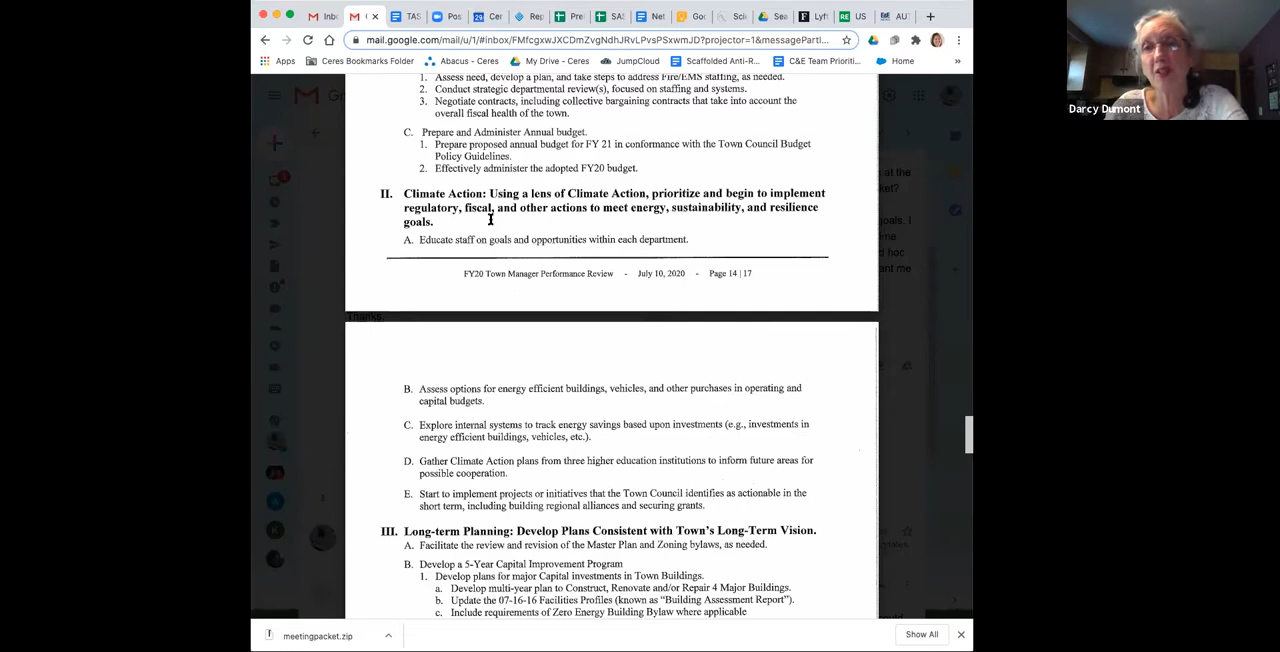 Inb
C
TAS
Pos
Cer
Rep
Pre
SAS
Net
Goo
Sci
Sea
Lyft
US
AU
mail.google.com/mail/u/1/#inbox/FMfcgxwJXCDmZvgNdhJRvLPvsPSxwmJD?projector=1&messagePartI...
Apps Ceres Bookmarks Folder Abacus - Ceres My Drive - Ceres JumpCloud Scaffolded Anti-R... C&E Team Prioriti... Home »
1. Assess need, develop a plan, and take steps to address Fire/EMS staffing, as needed.
2. Conduct strategic departmental review(s), focused on staffing and systems.
3. Negotiate contracts, including collective bargaining contracts that take into account the
overall fiscal health of the town.
C. Prepare and Administer Annual budget.
1. Prepare proposed annual budget for FY 21 in conformance with the Town Council Budget
Policy Guidelines.
2. Effectively administer the adopted FY20 budget.
II. Climate Action: Using a lens of Climate Action, prioritize and begin to implement
regulatory, fiscal, and other actions to meet energy, sustainability, and resilience
goals.
A. Educate staff on goals and opportunities within each department.
FY20 Town Manager Performance Review - July 10, 2020 - Page 14 | 17
Thanks.
B. Assess options for energy efficient buildings, vehicles, and other purchases in operating and
capital budgets.
C. Explore internal systems to track energy savings based upon investments (e.g., investments in
energy efficient buildings, vehicles, etc.).
D. Gather Climate Action plans from three higher education institutions to inform future areas for
possible cooperation.
E. Start to implement projects or initiatives that the Town Council identifies as actionable in the
short term, including building regional alliances and securing grants.
III. Long-term Planning: Develop Plans Consistent with Town's Long-Term Vision.
A. Facilitate the review and revision of the Master Plan and Zoning bylaws, as needed.
B. Develop a 5-Year Capital Improvement Program
1. Develop plans for major Capital investments in Town Buildings.
a. Develop multi-year plan to Construct, Renovate and/or Repair 4 Major Buildings.
b. Update the 07-16-16 Facilities Profiles (known as "Building Assessment Report").
c. Include requirements of Zero Energy Building Bylaw where applicable
meetingpacket.zip
Show All
Darcy Dumont